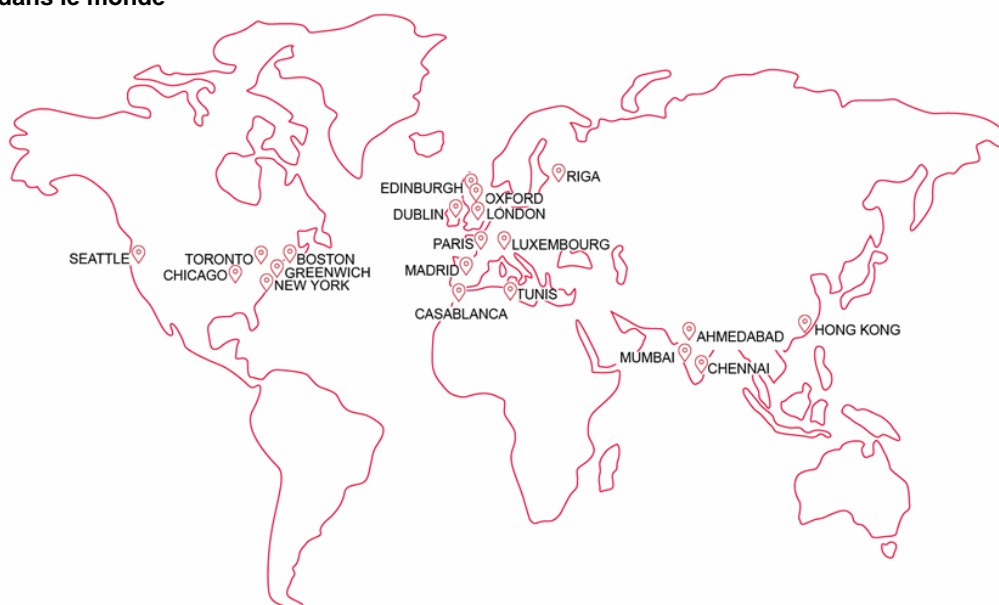 dans le monde
EDINBURGH
RIGA
OXFORD
DUBLIN
LONDON
PARIS
LUXEMBOURG
SEATTLE
TORONTO
BOSTON
CHICAGO
GREENWICH
NEW YORK
MADRID
TUNIS
CASABLANCA
HONG KONG
AHMEDABAD
MUMBAI
CHENNAI